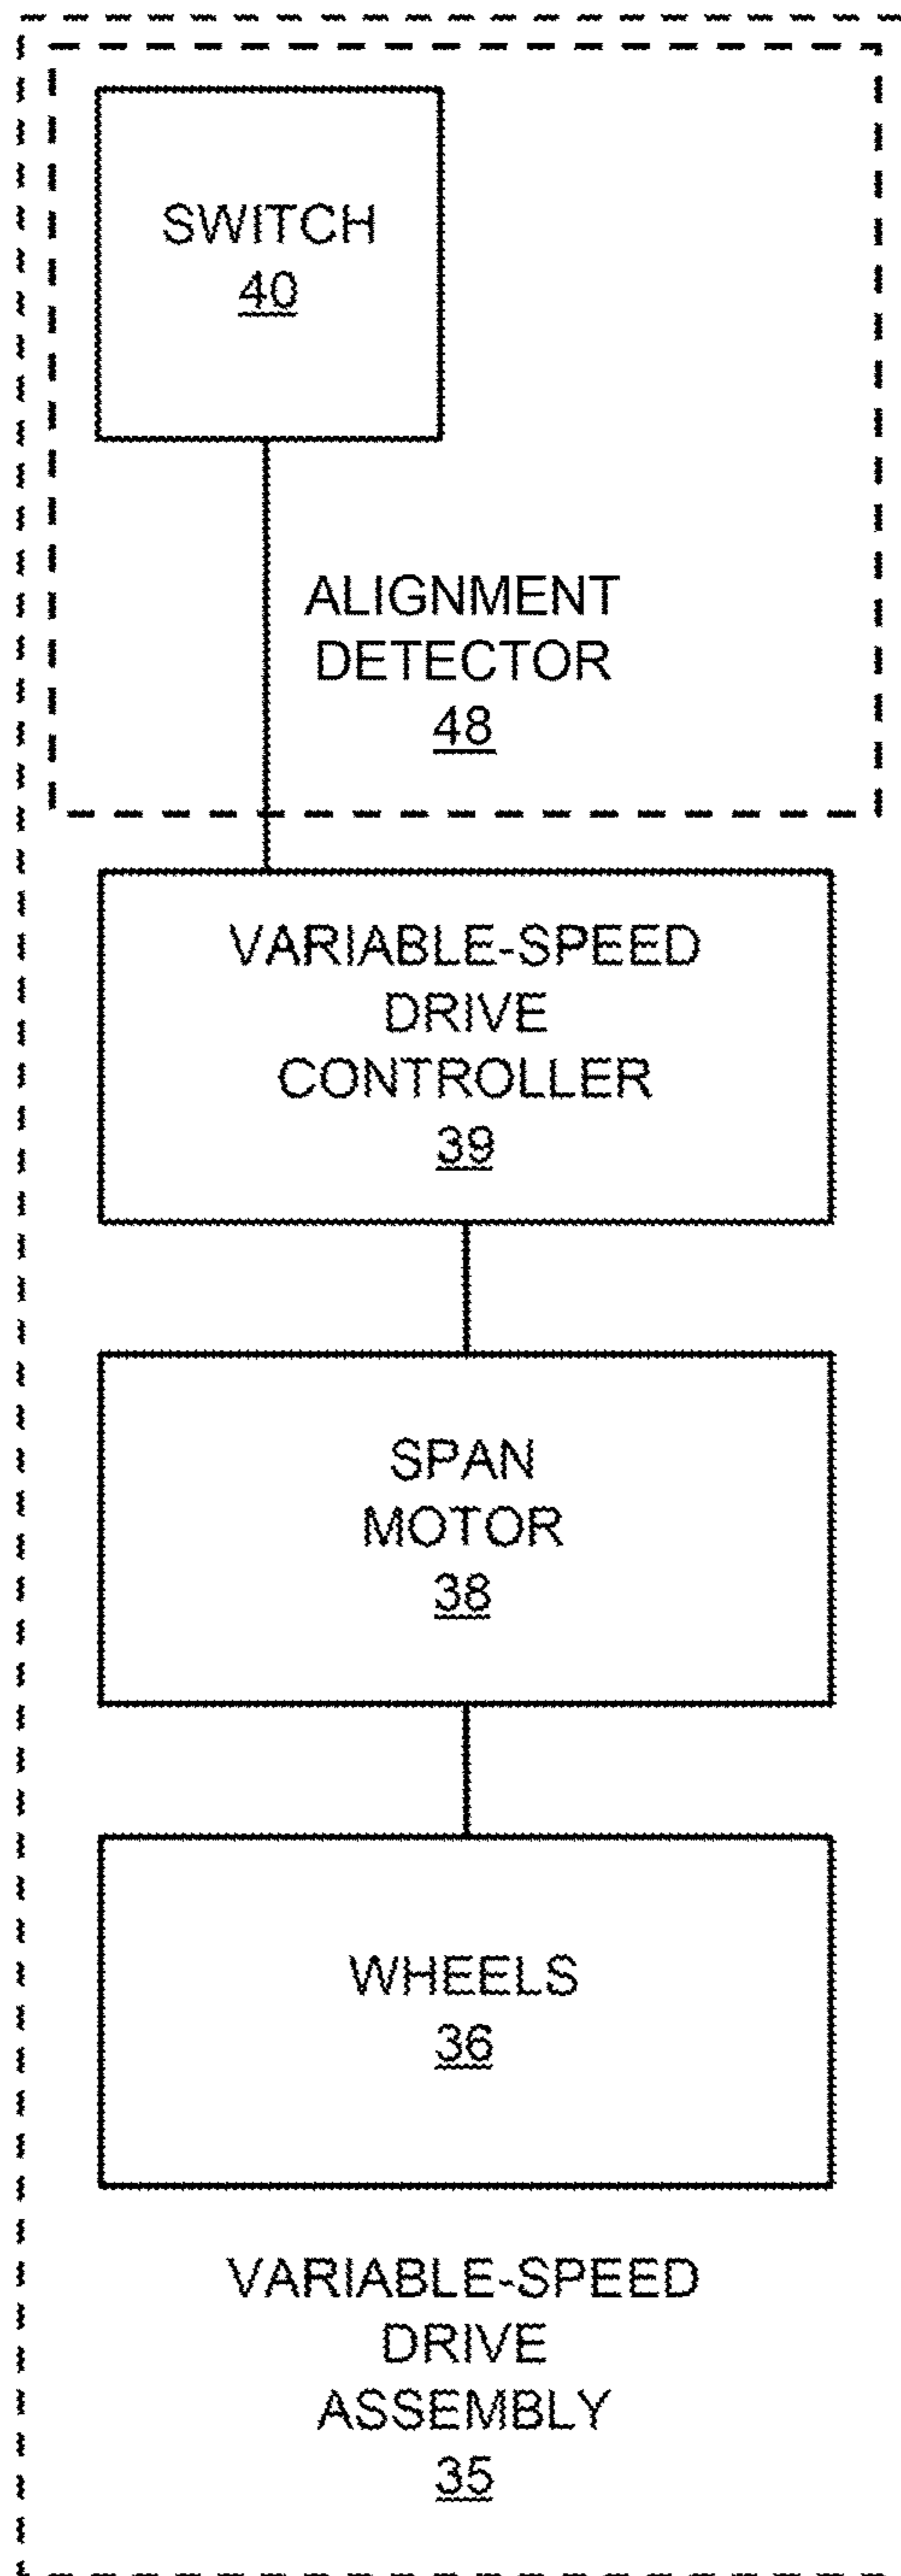 SWITCH
40
ALIGNMENT
DETECTOR
48
VARIABLE-SPEED
DRIVE
CONTROLLER
39
SPAN
MOTOR
38
WHEELS
36
VARIABLE-SPEED
DRIVE
ASSEMBLY
35